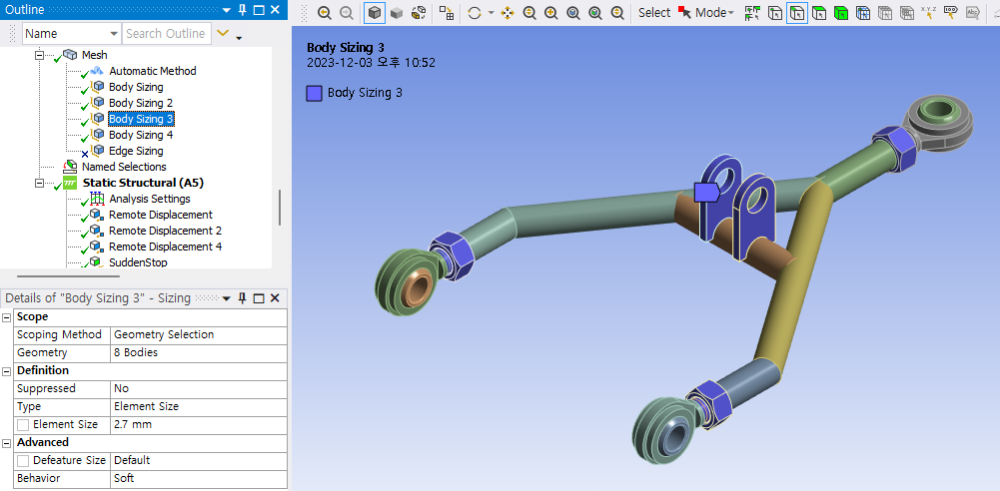 Outline
Name
Search Outline
Select
Mode
X,Y,Z
Mesh
Automatic Method
Body Sizing
Body Sizing 2
Body Sizing 3
Body Sizing 4
Edge Sizing
Named Selections
Static Structural (A5)
Analysis Settings
Remote Displacement
Remote Displacement 2
Remote Displacement 4
SuddenStop
Body Sizing 3
2023-12-03 오후 10:52
Body Sizing 3
Details of "Body Sizing 3" - Sizing
Scope
Scoping Method Geometry Selection
Geometry 8 Bodies
Definition
Suppressed No
Type Element Size
Element Size 2.7 mm
Advanced
Defeature Size Default
Behavior Soft